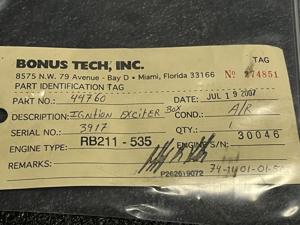 BONUS TECH, INC.
TAG
8575 N.W. 79 Avenue - Bay D • Miami, Florida 33166
No 274851
PART IDENTIFICATION TAG
PART NO.: 44760 DATE: JUL 19 2007
DESCRIPTION: IGnition EXCiTER BOX COND.: A/R
SERIAL NO.: 3917 QTY.: 1
ENGINE TYPE: RB211 - 535 ENGINE S/N: 30046
REMARKS:
P262619072